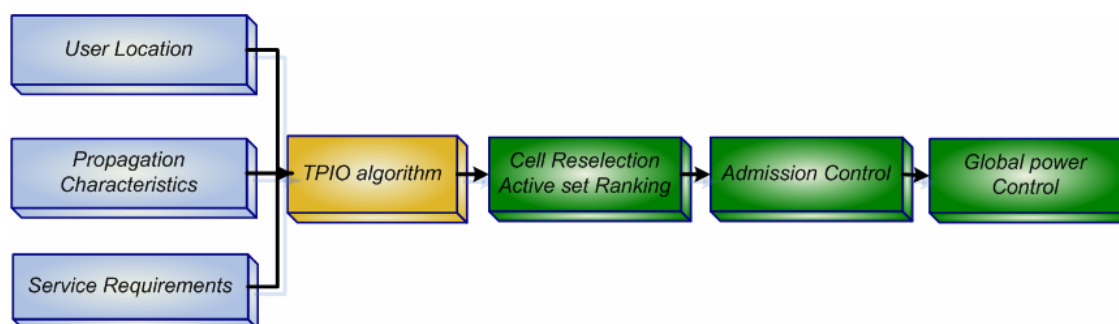 User Location
Propagation
Characteristics
Service Requirements
TPIO algorithm
Cell Reselection
Active set Ranking
Admission Control
Global power
Control